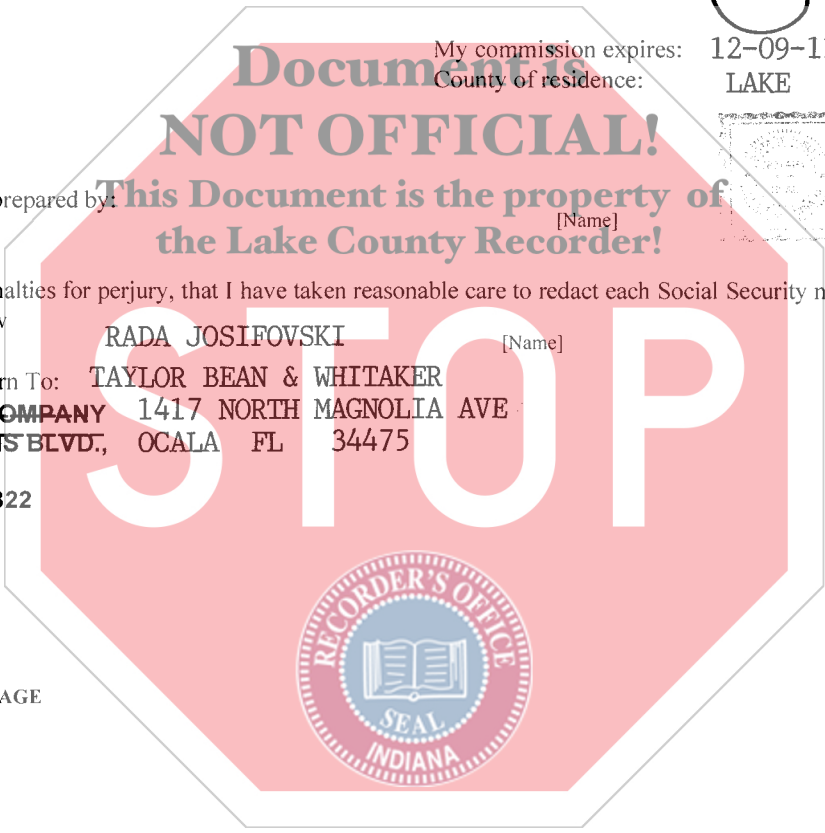 My commission expires: 12-09-11
County of residence: LAKE
Document is
NOT OFFICIAL!
This Document is the property of
the Lake County Recorder!
prepared by:
[Name]
nalties for perjury, that I have taken reasonable care to redact each Social Security n
RADA JOSIFOVSKI
[Name]
rn To: TAYLOR BEAN & WHITAKER
OMPANY 1417 NORTH MAGNOLIA AVE
S BLVD., OCALA FL 34475
322
STOP
RECORDER'S OFFICE
SEAL
INDIANA
AGE